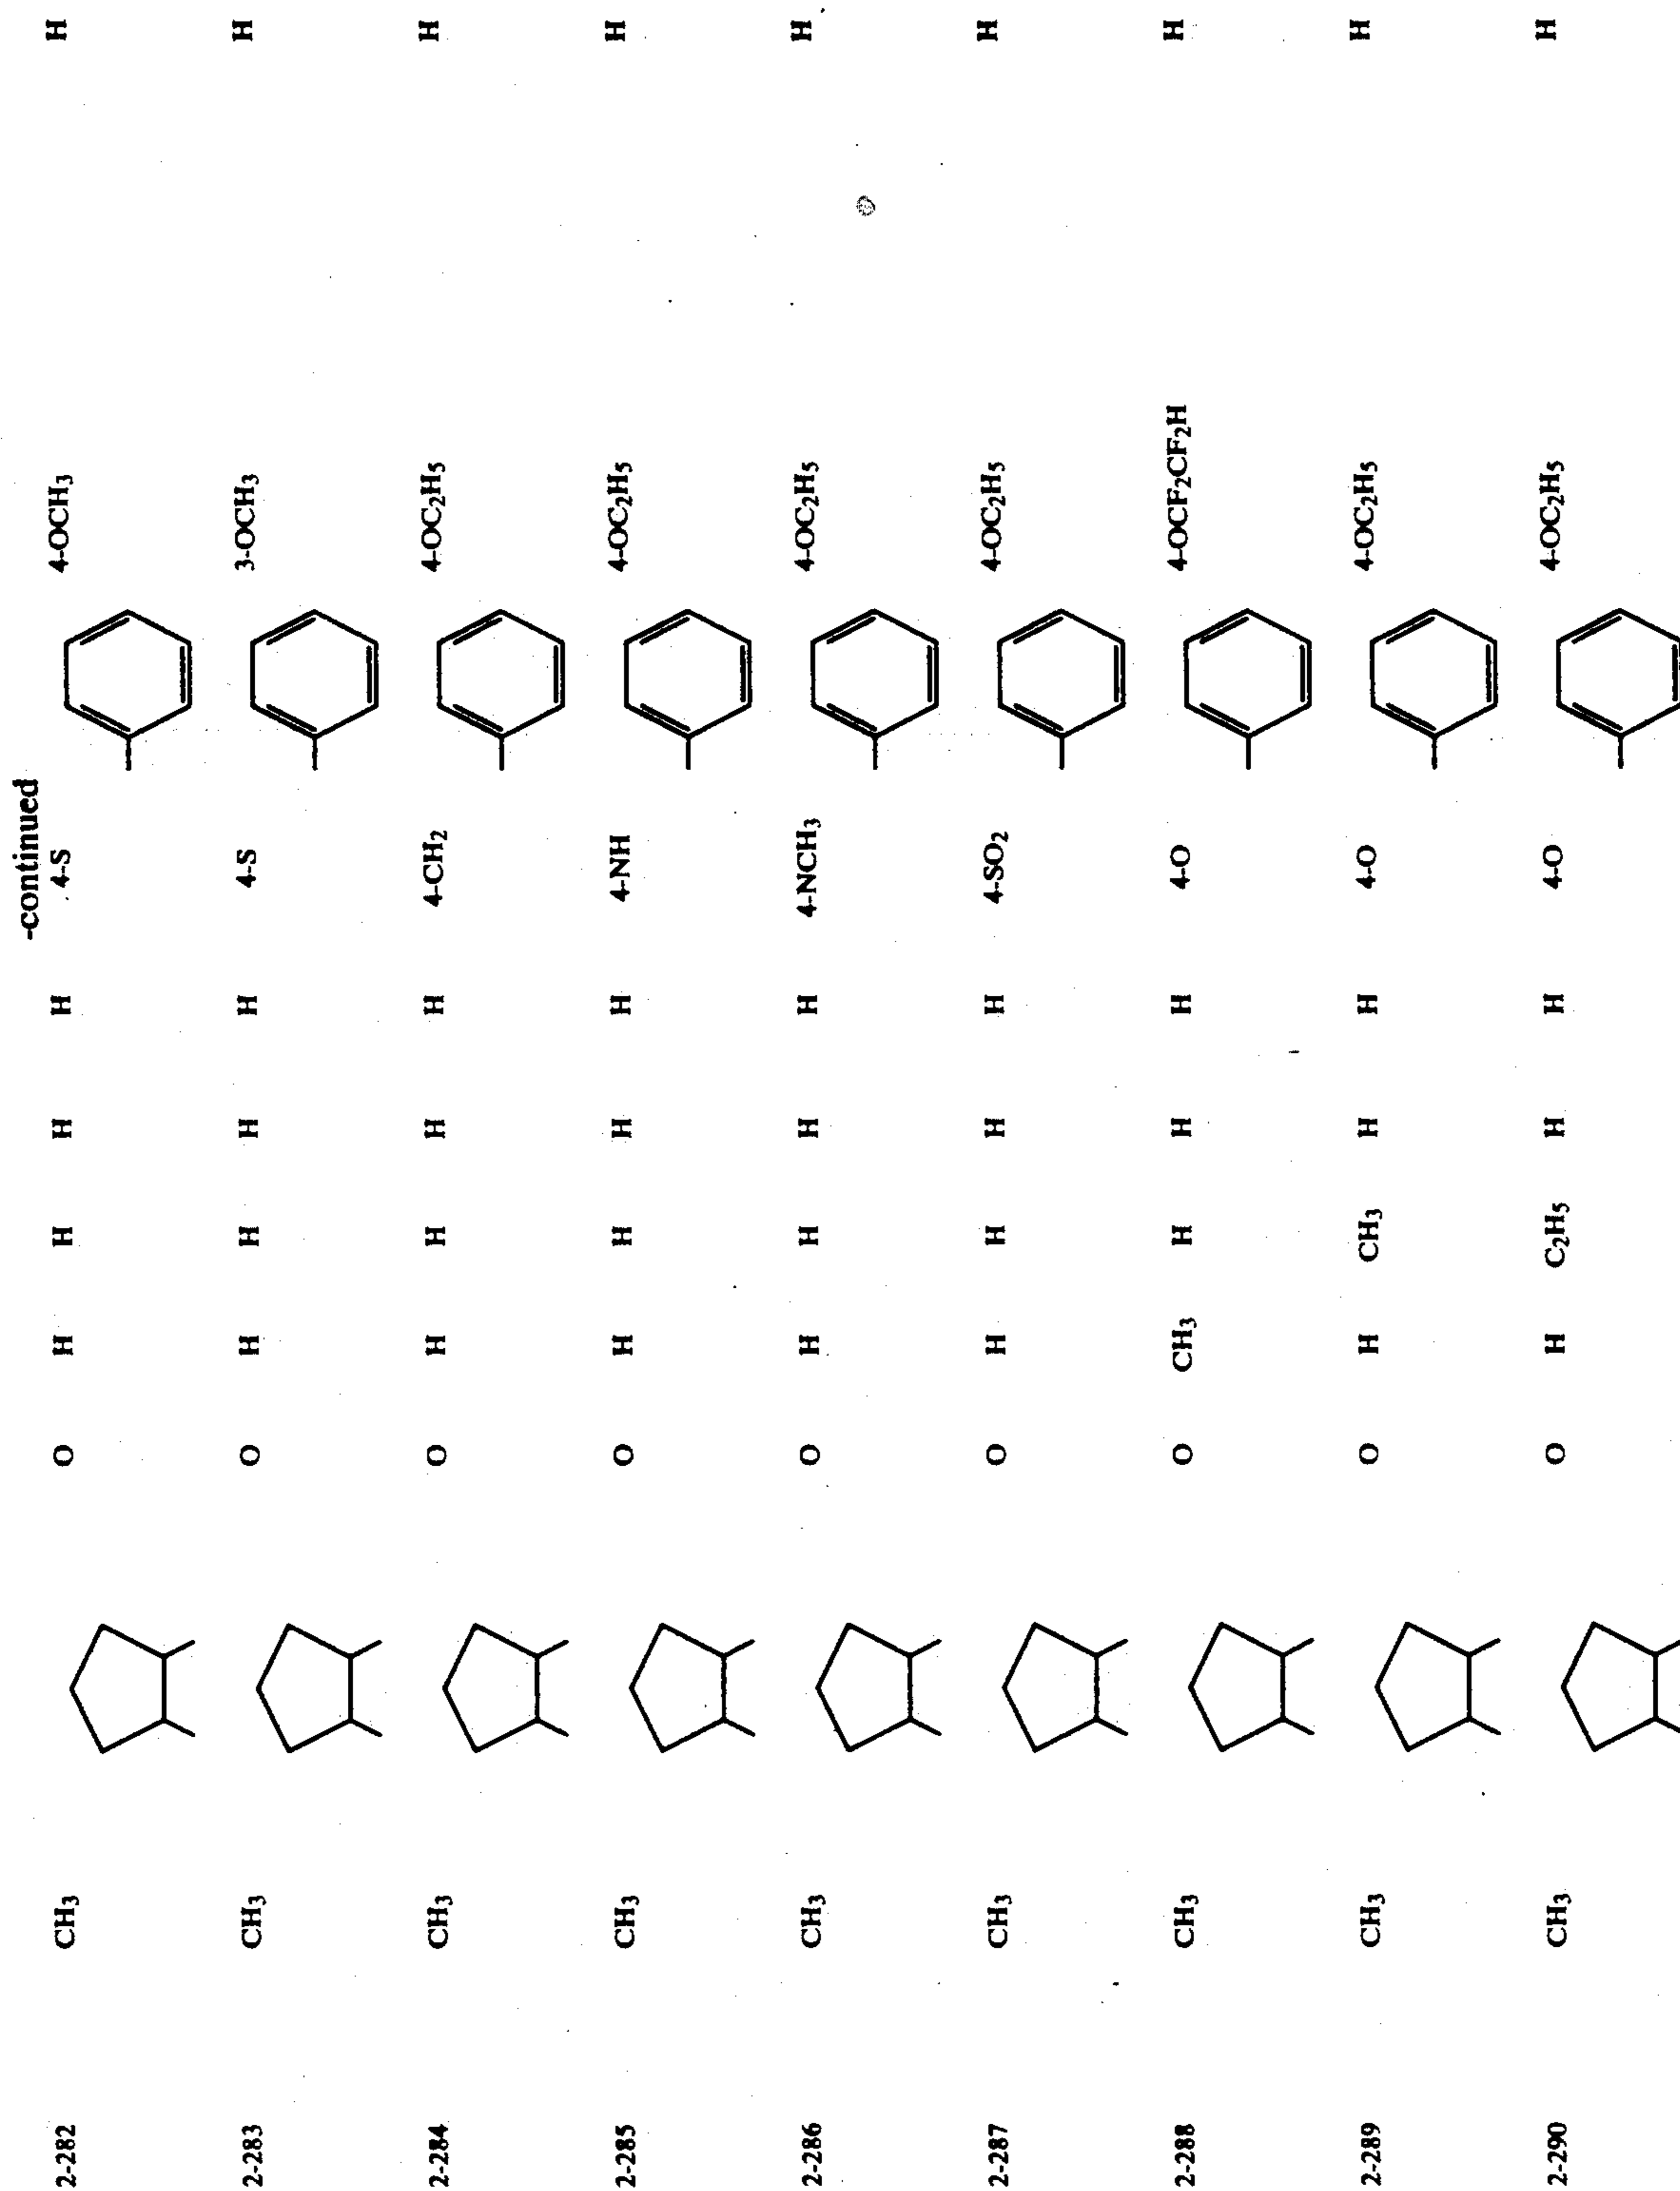 -continued
2-282 CH3 O H H H H 4-S 4-OCH3 H
2-283 CH3 O H H H H 4-S 3-OCH3 H
2-284 CH3 O H H H H 4-CH2 4-OC2H5 H
2-285 CH3 O H H H H 4-NH 4-OC2H5 H
2-286 CH3 O H H H H 4-NCH3 4-OC2H5 H
2-287 CH3 O H H H H 4-SO2 4-OC2H5 H
2-288 CH3 O CH3 H H H 4-O 4-OCF2CF2H H
2-289 CH3 O H CH3 H H 4-O 4-OC2H5 H
2-290 CH3 O H C2H5 H H 4-O 4-OC2H5 H